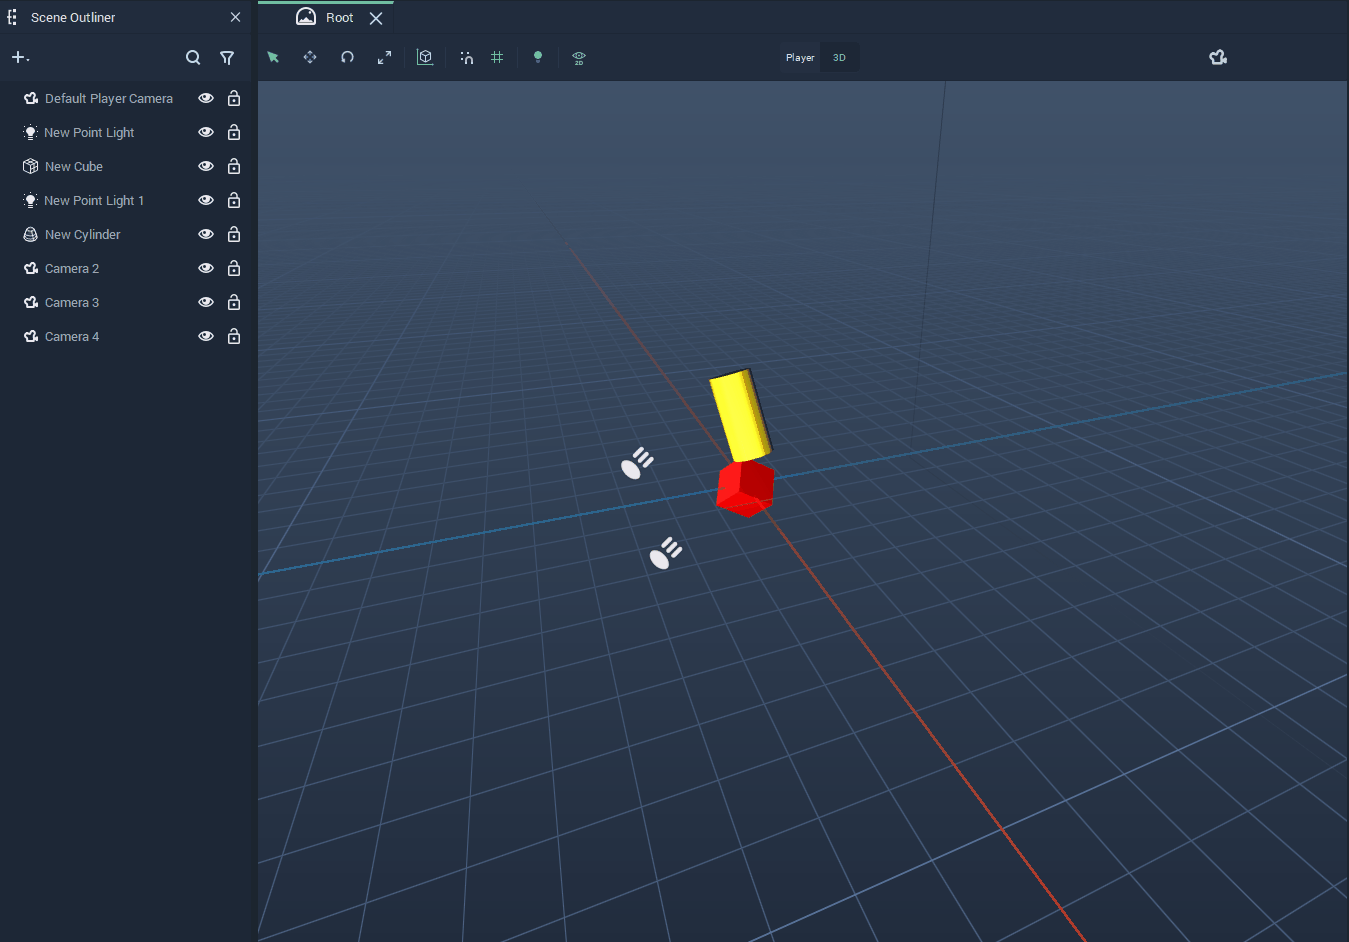 Scene Outliner
Root
Player
3D
2D
Default Player Camera
New Point Light
New Cube
New Point Light 1
New Cylinder
Camera 2
Camera 3
Camera 4